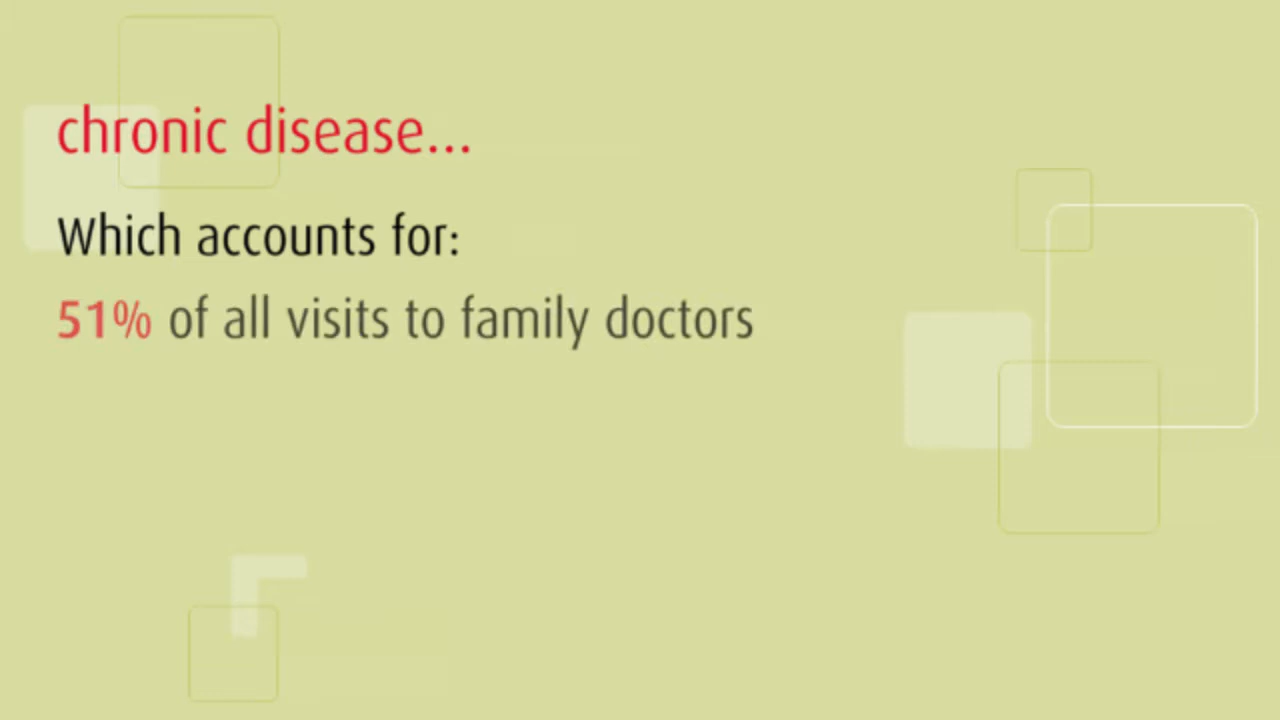 chronic disease...
Which accounts for:
51% of all visits to family doctors